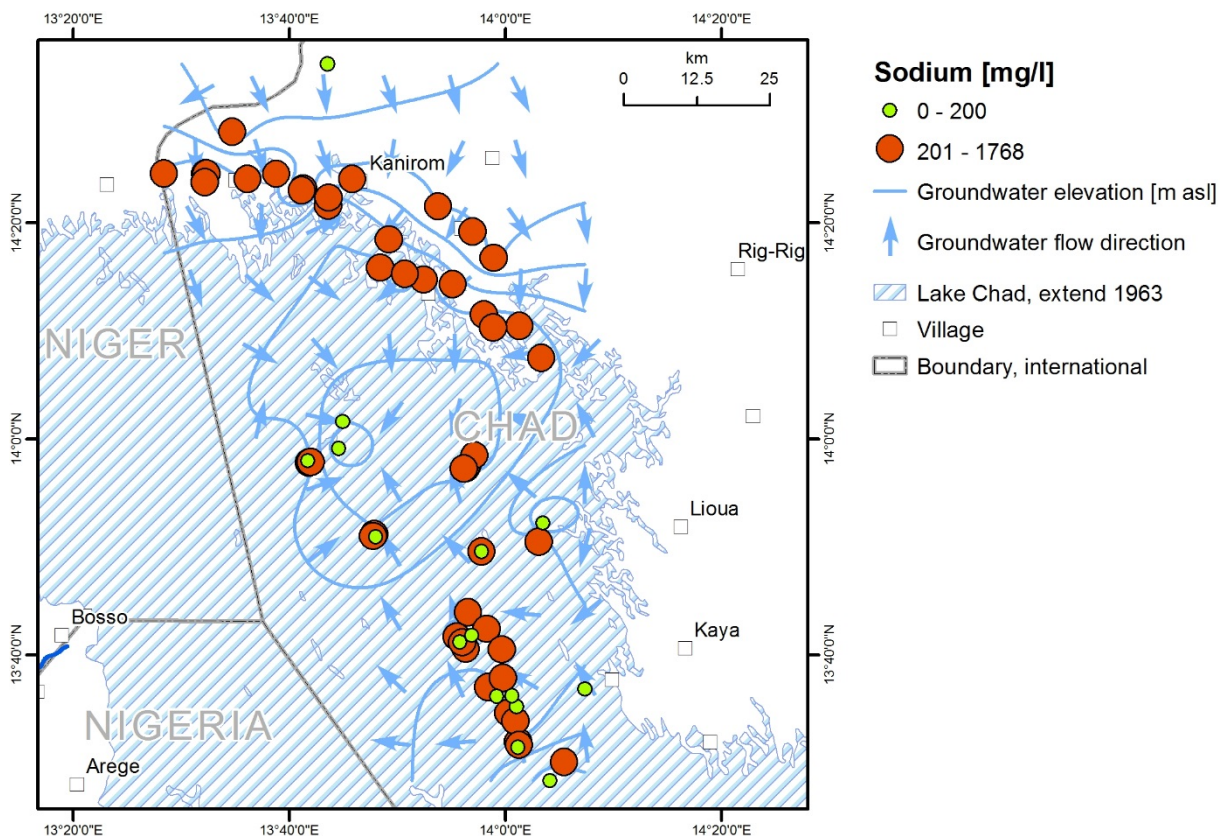 13°20'0"E 13°40'0"E 14°0'0"E 14°20'0"E
km
0 12.5 25
Kanirom
Rig-Rig
NIGER
CHAD
Lioua
Bosso
Kaya
NIGERIA
Arege
14°20'0"N 14°20'0"N
14°0'0"N 14°0'0"N
13°40'0"N 13°40'0"N
13°20'0"E 13°40'0"E 14°0'0"E 14°20'0"E
Sodium [mg/l]
0 - 200
201 - 1768
Groundwater elevation [m asl]
Groundwater flow direction
Lake Chad, extend 1963
Village
Boundary, international